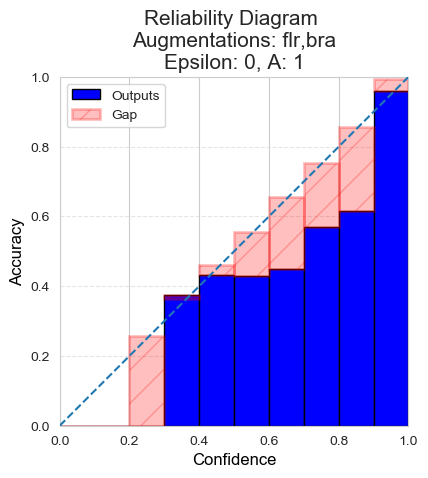 Reliability Diagram
Augmentations: flr,bra
Epsilon: 0, A: 1
Outputs
Gap
1.0
0.8
0.6
0.4
0.2
0.0
Accuracy
0.0 0.2 0.4 0.6 0.8 1.0
Confidence